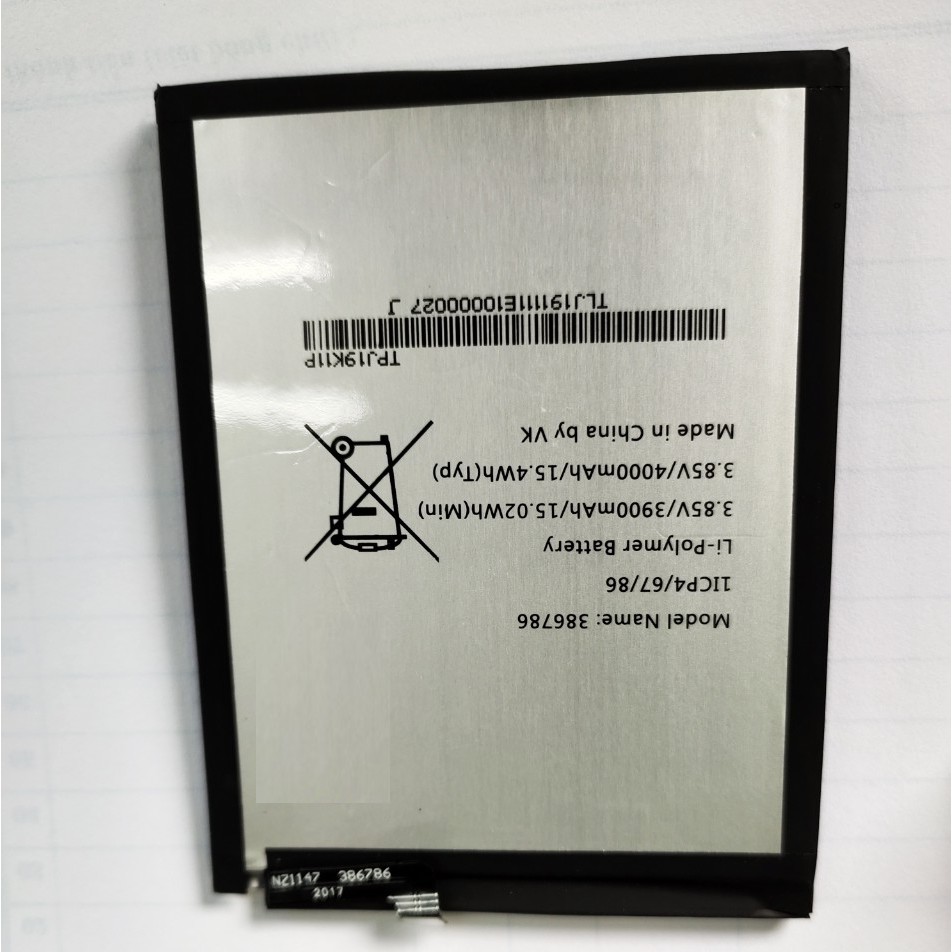 Model Name: 386786
1ICP4/67/86
Li-Polymer Battery
3.85V/3900mAh/15.02Wh(Min)
3.85V/4000mAh/15.4Wh(Typ)
Made in China by VK
TPJ19K11P
TLJ191111E10000027 J
NZ1147 386786
2017